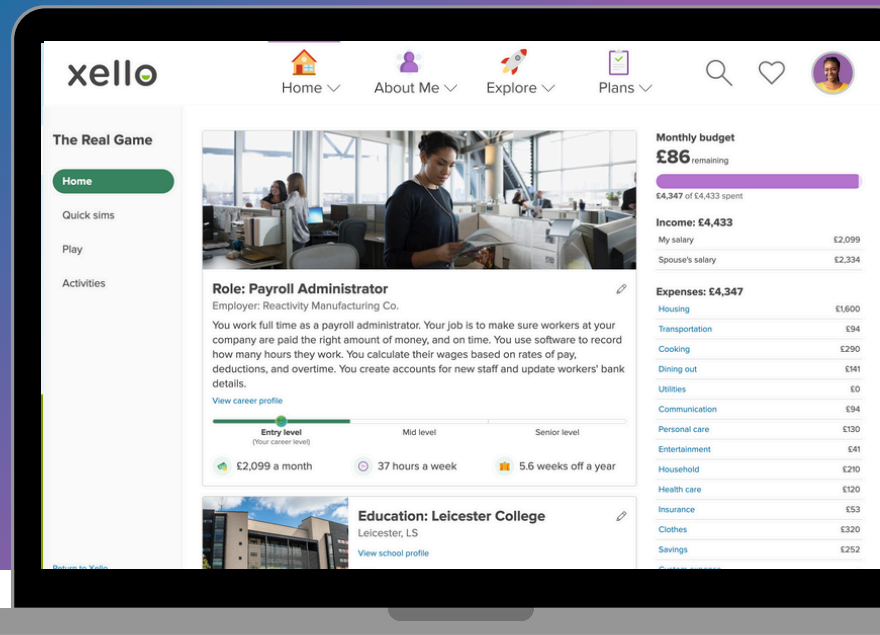 xello
Home
About Me
Explore
Plans
The Real Game
Home
Quick sims
Play
Activities
Return to Xello
Role: Payroll Administrator
Employer: Reactivity Manufacturing Co.
You work full time as a payroll administrator. Your job is to make sure workers at your
company are paid the right amount of money, and on time. You use software to record
how many hours they work. You calculate their wages based on rates of pay,
deductions, and overtime. You create accounts for new staff and update workers' bank
details.
View career profile
Entry level
(Your career level)
Mid level
Senior level
£2,099 a month
37 hours a week
5.6 weeks off a year
Education: Leicester College
Leicester, LS
View school profile
Monthly budget
£86 remaining
£4,347 of £4,433 spent
Income: £4,433
My salary £2,099
Spouse's salary £2,334
Expenses: £4,347
Housing £1,600
Transportation £94
Cooking £290
Dining out £141
Utilities £0
Communication £94
Personal care £130
Entertainment £41
Household £210
Health care £120
Insurance £53
Clothes £320
Savings £252
Custom expense